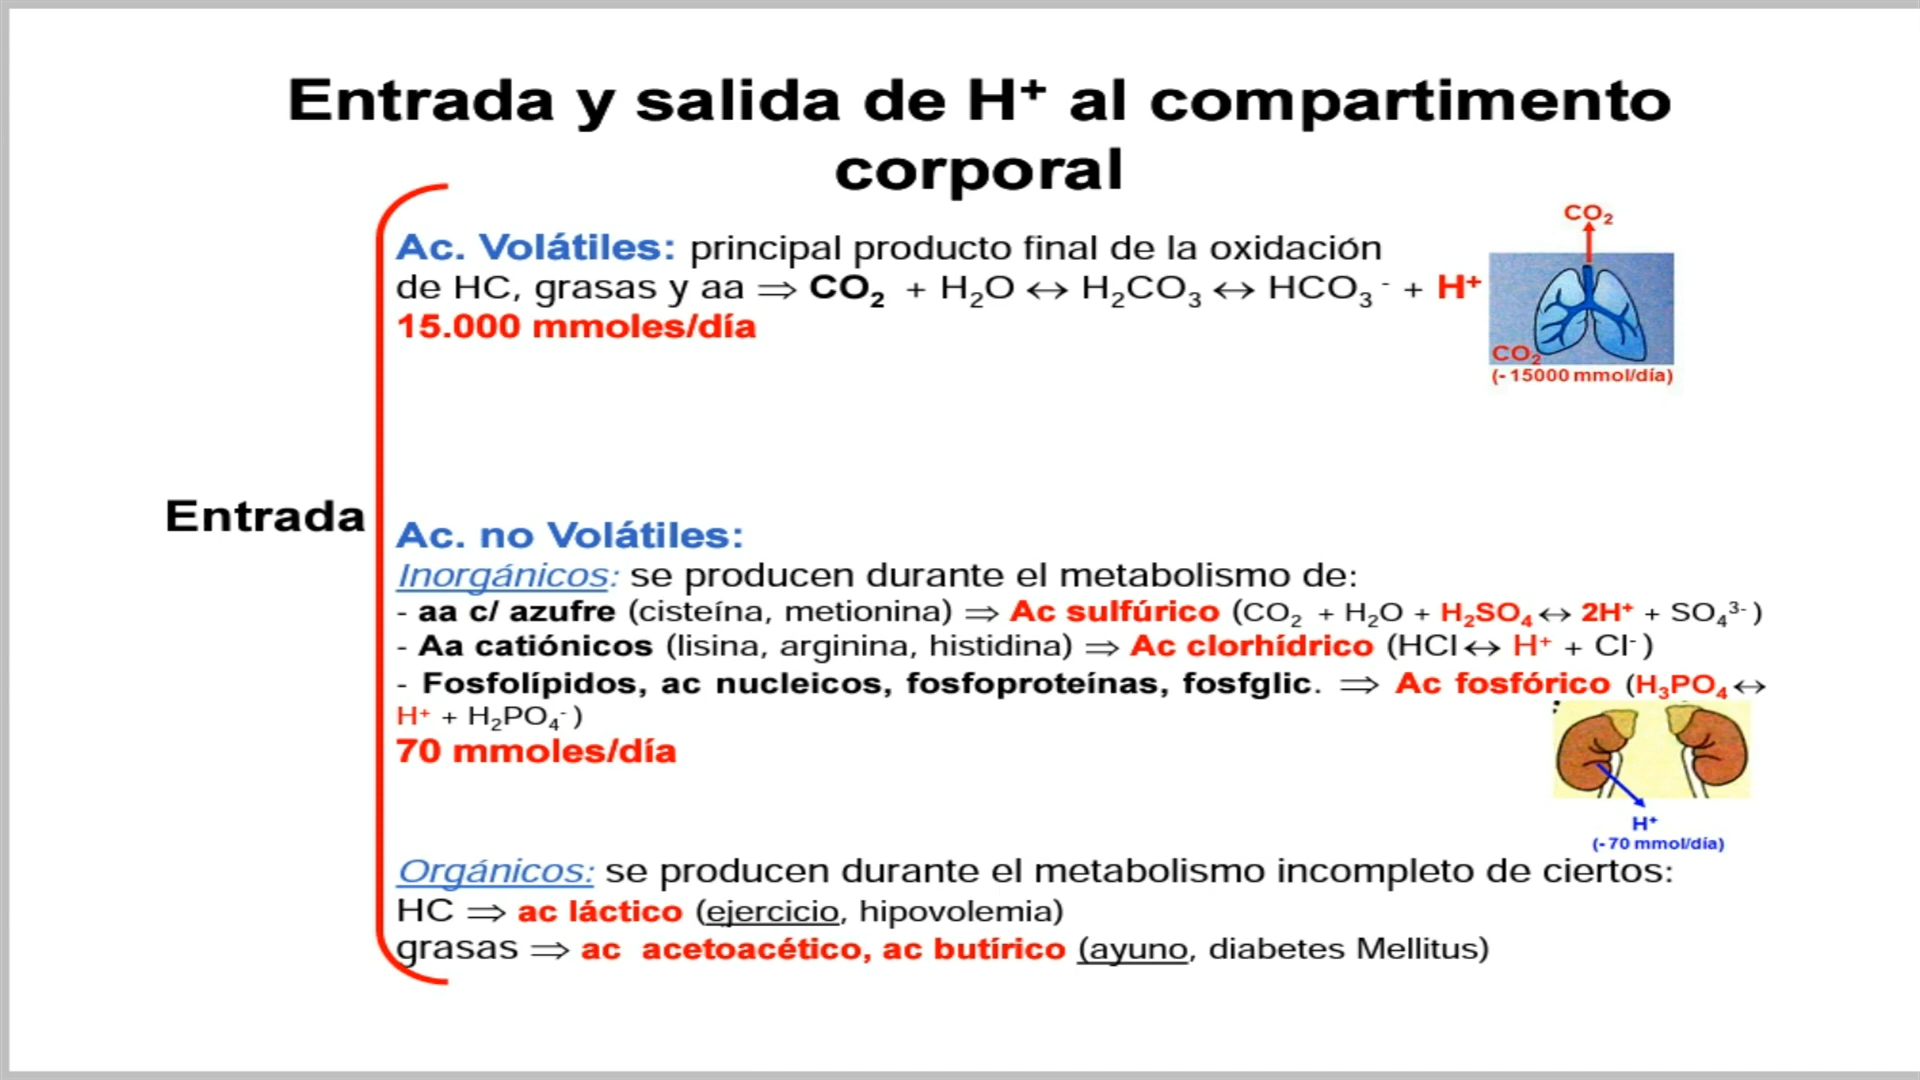 Entrada y salida de H⁺ al compartimento
corporal
CO₂
Ac. Volátiles: principal producto final de la oxidación
de HC, grasas y aa ⇒ CO₂ + H₂O ↔ H₂CO₃ ↔ HCO₃⁻ + H⁺
15.000 mmoles/día
CO₂
(- 15000 mmol/día)
Entrada
Ac. no Volátiles:
Inorgánicos: se producen durante el metabolismo de:
- aa c/ azufre (cisteína, metionina) ⇒ Ac sulfúrico (CO₂ + H₂O + H₂SO₄ ↔ 2H⁺ + SO₄³⁻ )
- Aa catiónicos (lisina, arginina, histidina) ⇒ Ac clorhídrico (HCl ↔ H⁺ + Cl⁻ )
- Fosfolípidos, ac nucleicos, fosfoproteínas, fosfglic. ⇒ Ac fosfórico (H₃PO₄ ↔
H⁺ + H₂PO₄⁻ )
70 mmoles/día
H⁺
(- 70 mmol/día)
Orgánicos: se producen durante el metabolismo incompleto de ciertos:
HC ⇒ ac láctico (ejercicio, hipovolemia)
grasas ⇒ ac acetoacético, ac butírico (ayuno, diabetes Mellitus)